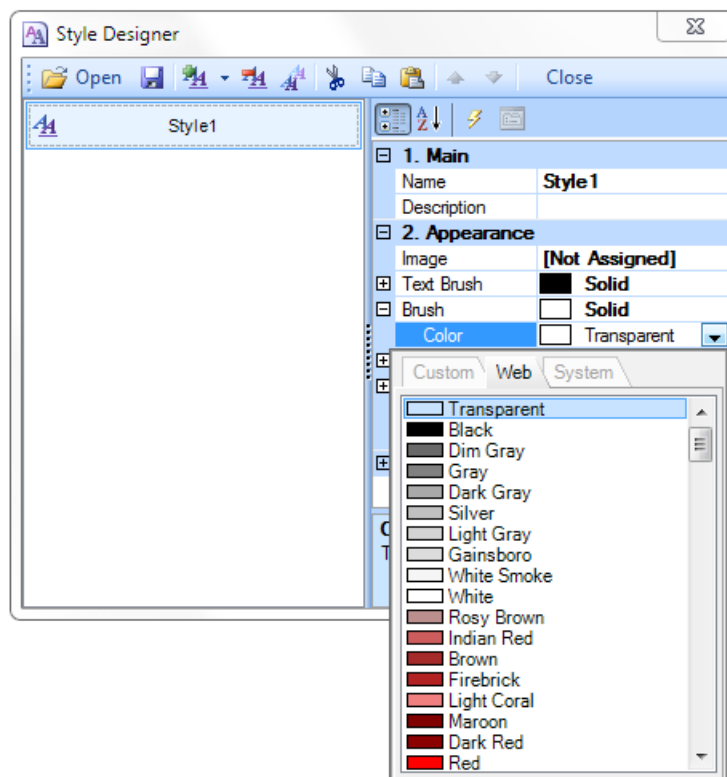 Style Designer
Open
Close
Style1
1. Main
Name Style1
Description
2. Appearance
Image [Not Assigned]
Text Brush Solid
Brush Solid
Color Transparent
Custom Web System
Transparent
Black
Dim Gray
Gray
Dark Gray
Silver
Light Gray
Gainsboro
White Smoke
White
Rosy Brown
Indian Red
Brown
Firebrick
Light Coral
Maroon
Dark Red
Red